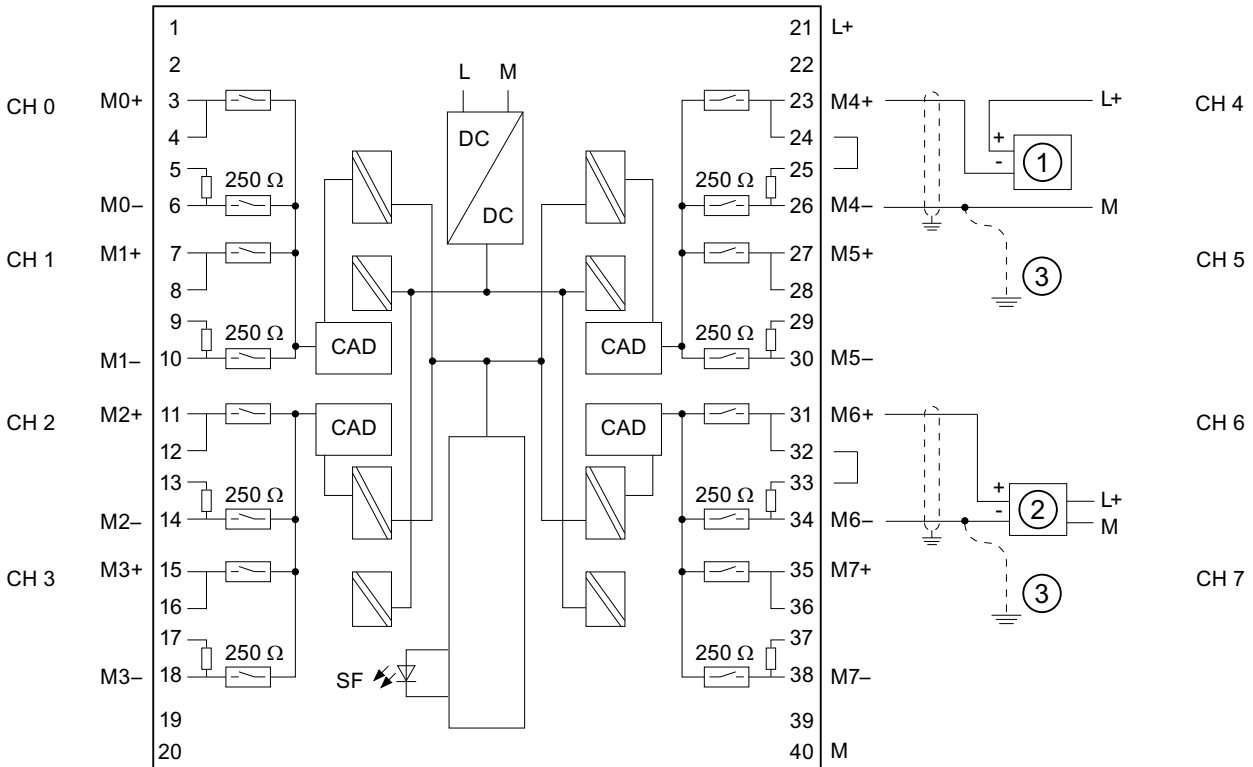 1 21 L+
2 L M 22
CH 0 M0+ 3 23 M4+ L+ CH 4
4 DC 24 +
5 250 Ω 250 Ω 25 - 1
M0– 6 DC 26 M4– M
CH 1 M1+ 7 27 M5+ 3 CH 5
8 28
9 250 Ω 250 Ω 29
M1– 10 CAD CAD 30 M5–
CH 2 M2+ 11 CAD CAD 31 M6+ CH 6
12 32
13 250 Ω 250 Ω 33 + 2 L+
M2– 14 34 M6– - M
CH 3 M3+ 15 35 M7+ 3 CH 7
16 36
17 250 Ω 250 Ω 37
M3– 18 SF 38 M7–
19 39
20 40 M